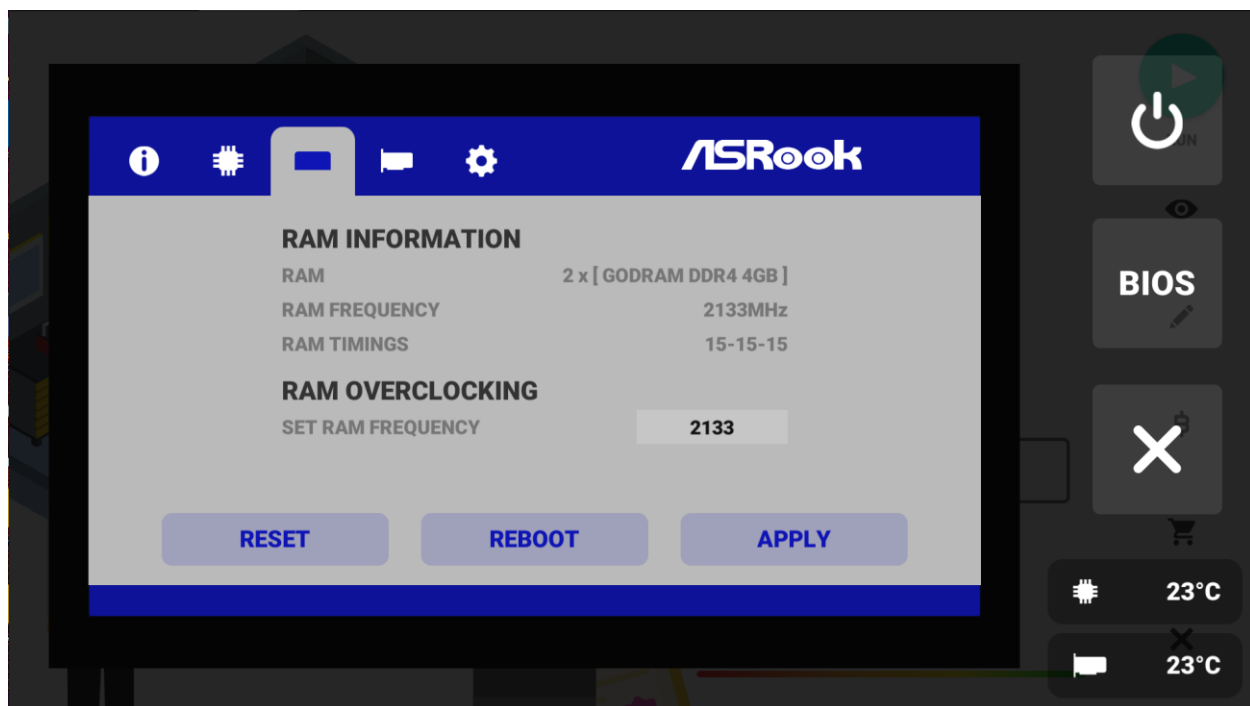 ASRook
RAM INFORMATION
RAM 2 x [ GODRAM DDR4 4GB ]
RAM FREQUENCY 2133MHz
RAM TIMINGS 15-15-15
RAM OVERCLOCKING
SET RAM FREQUENCY 2133
RESET REBOOT APPLY
BIOS
23°C
23°C